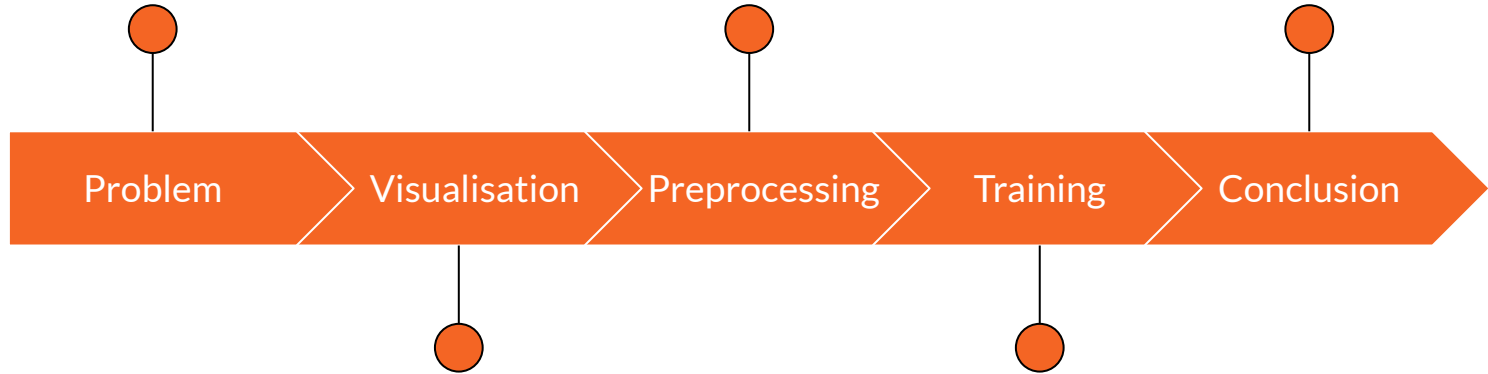 Problem
Visualisation
Preprocessing
Training
Conclusion